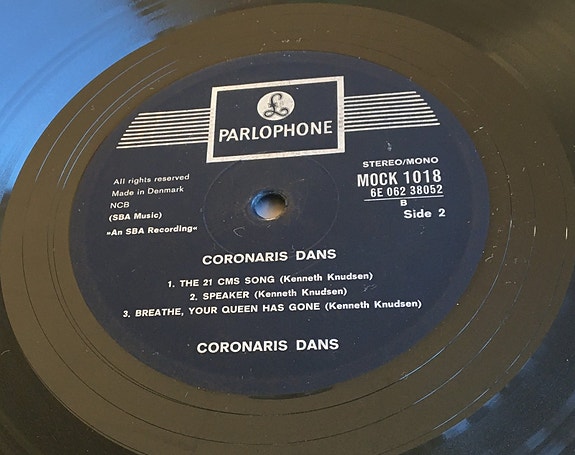 £
PARLOPHONE
All rights reserved
Made in Denmark
NCB
(SBA Music)
»An SBA Recording«
STEREO/MONO
MOCK 1018
6E 062 38052
B
Side 2
CORONARIS DANS
1. THE 21 CMS SONG (Kenneth Knudsen)
2. SPEAKER (Kenneth Knudsen)
3. BREATHE, YOUR QUEEN HAS GONE (Kenneth Knudsen)
CORONARIS DANS